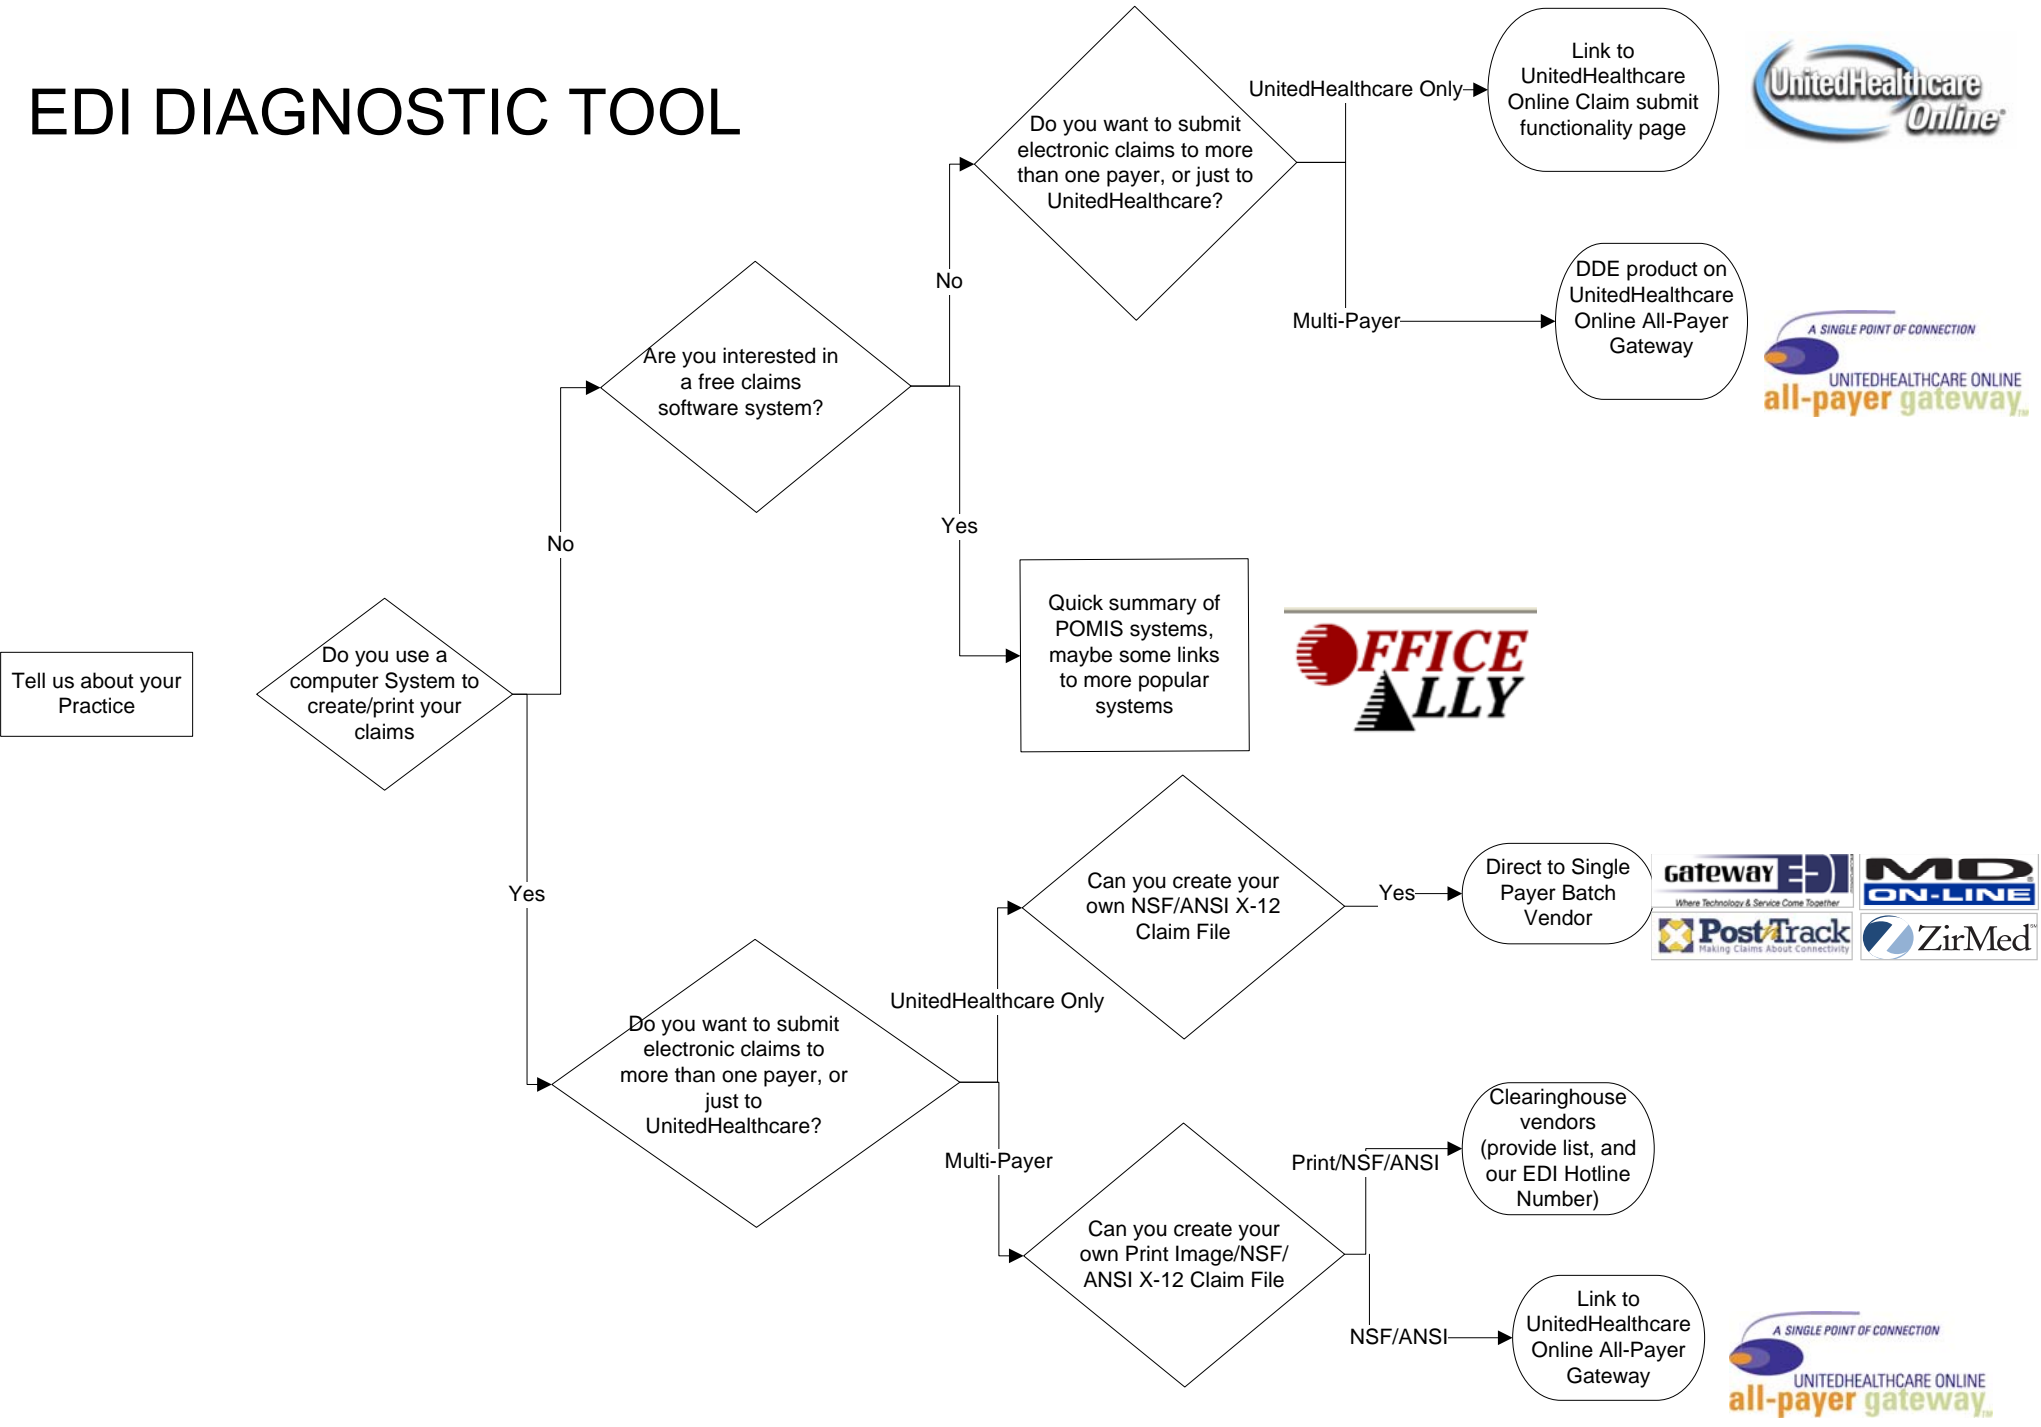 EDI DIAGNOSTIC TOOL
Do you want to submit
electronic claims to more
than one payer, or just to
UnitedHealthcare?
UnitedHealthcare Only
Link to
UnitedHealthcare
Online Claim submit
functionality page
UnitedHealthcare
Online®
Multi-Payer
DDE product on
UnitedHealthcare
Online All-Payer
Gateway
A SINGLE POINT OF CONNECTION
UNITEDHEALTHCARE ONLINE
all-payer gateway™
No
Are you interested in
a free claims
software system?
Yes
Quick summary of
POMIS systems,
maybe some links
to more popular
systems
OFFICE
ALLY
No
Tell us about your
Practice
Do you use a
computer System to
create/print your
claims
Yes
Do you want to submit
electronic claims to
more than one payer, or
just to
UnitedHealthcare?
UnitedHealthcare Only
Can you create your
own NSF/ANSI X-12
Claim File
Yes
Direct to Single
Payer Batch
Vendor
GATEWAY EDI
Where Technology & Service Come Together
MD®
ON-LINE
PostnTrack
Making Claims About Connectivity
ZirMed℠
Multi-Payer
Can you create your
own Print Image/NSF/
ANSI X-12 Claim File
Print/NSF/ANSI
Clearinghouse
vendors
(provide list, and
our EDI Hotline
Number)
NSF/ANSI
Link to
UnitedHealthcare
Online All-Payer
Gateway
A SINGLE POINT OF CONNECTION
UNITEDHEALTHCARE ONLINE
all-payer gateway™